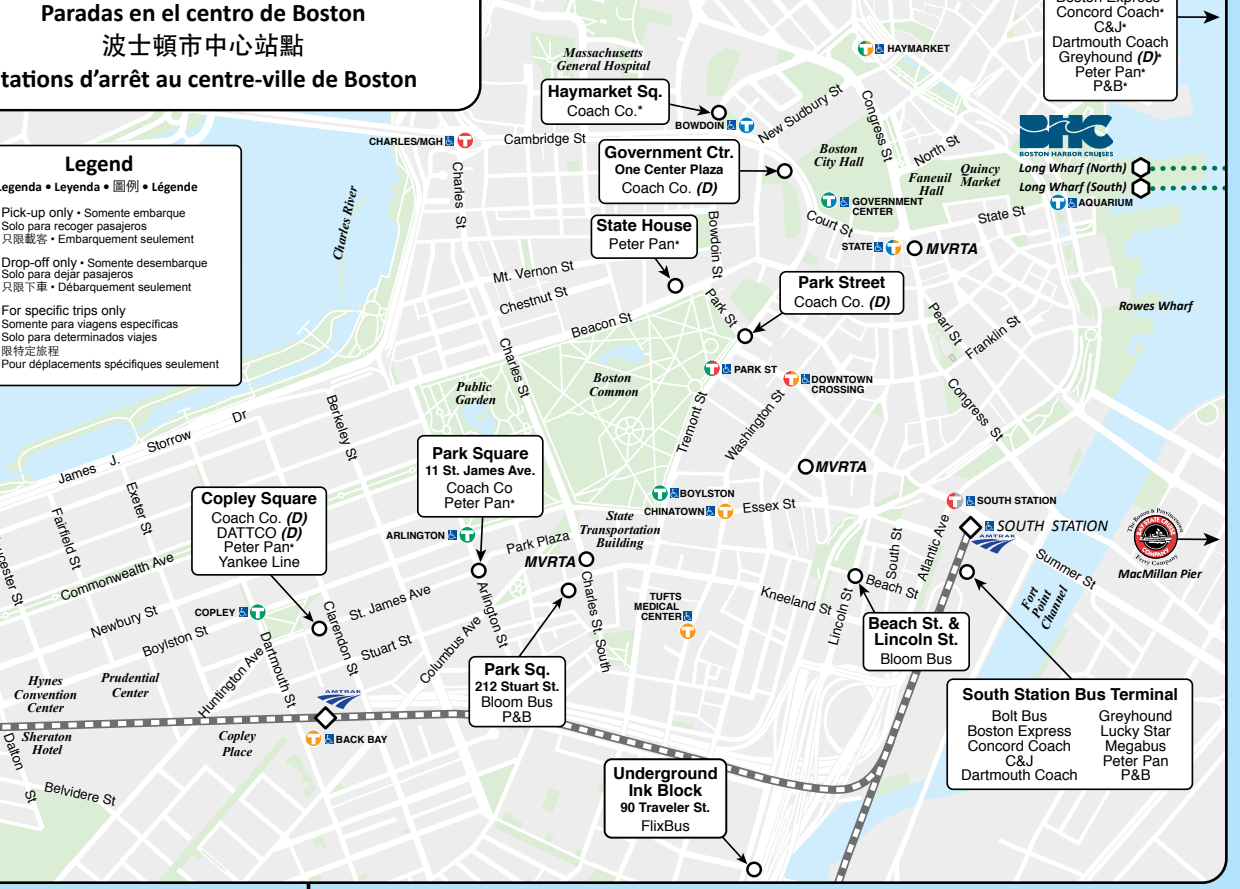 Paradas en el centro de Boston
波士頓市中心站點
tations d'arrêt au centre-ville de Boston
Legend
Legenda • Leyenda • 圖例 • Légende
Pick-up only • Somente embarque
Solo para recoger pasajeros
只限載客 • Embarquement seulement
Drop-off only • Somente desembarque
Solo para dejar pasajeros
只限下車 • Débarquement seulement
For specific trips only
Somente para viagens específicas
Solo para determinados viajes
限特定旅程
Pour déplacements spécifiques seulement
Concord Coach*
C&J*
Dartmouth Coach
Greyhound (D)*
Peter Pan*
P&B*
Massachusetts
General Hospital
T HAYMARKET
Haymarket Sq.
Coach Co.*
BOWDOIN T
New Sudbury St
Congress St
North St
CHARLES/MGH T
Cambridge St
Charles St
Charles River
Government Ctr.
One Center Plaza
Coach Co. (D)
Boston
City Hall
Faneuil
Hall
Quincy
Market
BHC
BOSTON HARBOR CRUISES
Long Wharf (North)
Long Wharf (South)
T AQUARIUM
T GOVERNMENT
CENTER
Court St
State St
STATE T
MVRTA
State House
Peter Pan*
Bowdoin St
Park Street
Coach Co. (D)
Park St
Mt. Vernon St
Chestnut St
Beacon St
Charles St
Pearl St
Franklin St
Rowes Wharf
Public
Garden
Boston
Common
T PARK ST
T DOWNTOWN
CROSSING
Tremont St
Washington St
Congress St
James J. Storrow Dr
Berkeley St
Exeter St
Fairfield St
Commonwealth Ave
Newbury St
Boylston St
Park Square
11 St. James Ave.
Coach Co
Peter Pan*
Copley Square
Coach Co. (D)
DATTCO (D)
Peter Pan*
Yankee Line
ARLINGTON T
COPLEY T
MVRTA
T BOYLSTON
CHINATOWN T
Essex St
State
Transportation
Building
Park Plaza
MVRTA
T SOUTH STATION
SOUTH STATION
AMTRAK
Summer St
Fort
Point
Channel
The Boston & Provincetown
BAY STATE CRUISE
COMPANY
Ferry Company
MacMillan Pier
Atlantic Ave
South St
Beach St
Lincoln St
Kneeland St
TUFTS
MEDICAL
CENTER
T
Beach St. &
Lincoln St.
Bloom Bus
St. James Ave
Arlington St
Columbus Ave
Stuart St
Clarendon St
Dartmouth St
Huntington Ave
Charles St. South
Park Sq.
212 Stuart St.
Bloom Bus
P&B
South Station Bus Terminal
Bolt Bus
Boston Express
Concord Coach
C&J
Dartmouth Coach
Greyhound
Lucky Star
Megabus
Peter Pan
P&B
Hynes
Convention
Center
Prudential
Center
Sheraton
Hotel
Copley
Place
AMTRAK
T BACK BAY
Dalton St
Belvidere St
Underground
Ink Block
90 Traveler St.
FlixBus